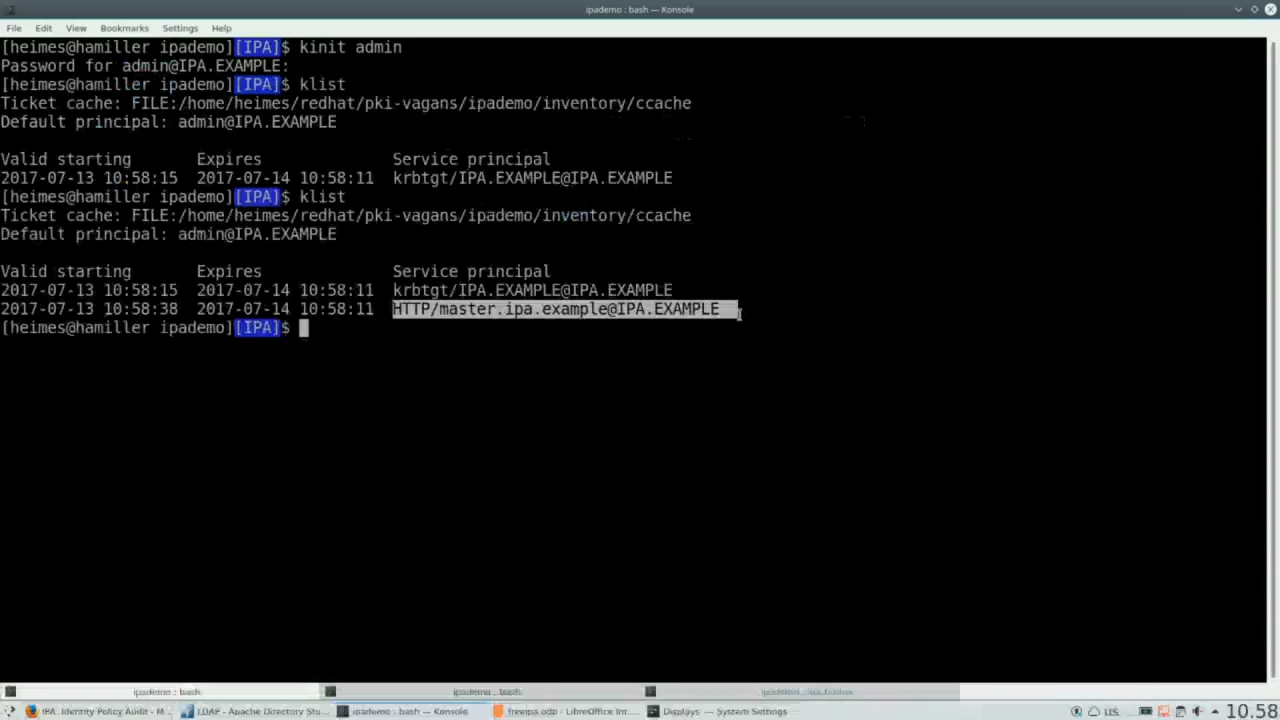 ipademo : bash — Konsole
File Edit View Bookmarks Settings Help
[heimes@hamiller ipademo][IPA]$ kinit admin
Password for admin@IPA.EXAMPLE:
[heimes@hamiller ipademo][IPA]$ klist
Ticket cache: FILE:/home/heimes/redhat/pki-vagans/ipademo/inventory/ccache
Default principal: admin@IPA.EXAMPLE
Valid starting Expires Service principal
2017-07-13 10:58:15 2017-07-14 10:58:11 krbtgt/IPA.EXAMPLE@IPA.EXAMPLE
[heimes@hamiller ipademo][IPA]$ klist
Ticket cache: FILE:/home/heimes/redhat/pki-vagans/ipademo/inventory/ccache
Default principal: admin@IPA.EXAMPLE
Valid starting Expires Service principal
2017-07-13 10:58:15 2017-07-14 10:58:11 krbtgt/IPA.EXAMPLE@IPA.EXAMPLE
2017-07-13 10:58:38 2017-07-14 10:58:11 HTTP/master.ipa.example@IPA.EXAMPLE
[heimes@hamiller ipademo][IPA]$
ipademo : bash ipademo : bash
IPA: Identity Policy Audit - M... LDAP - Apache Directory Stu... ipademo : bash — Konsole freeipa.odp - LibreOffice Im... Displays — System Settings US 10.58